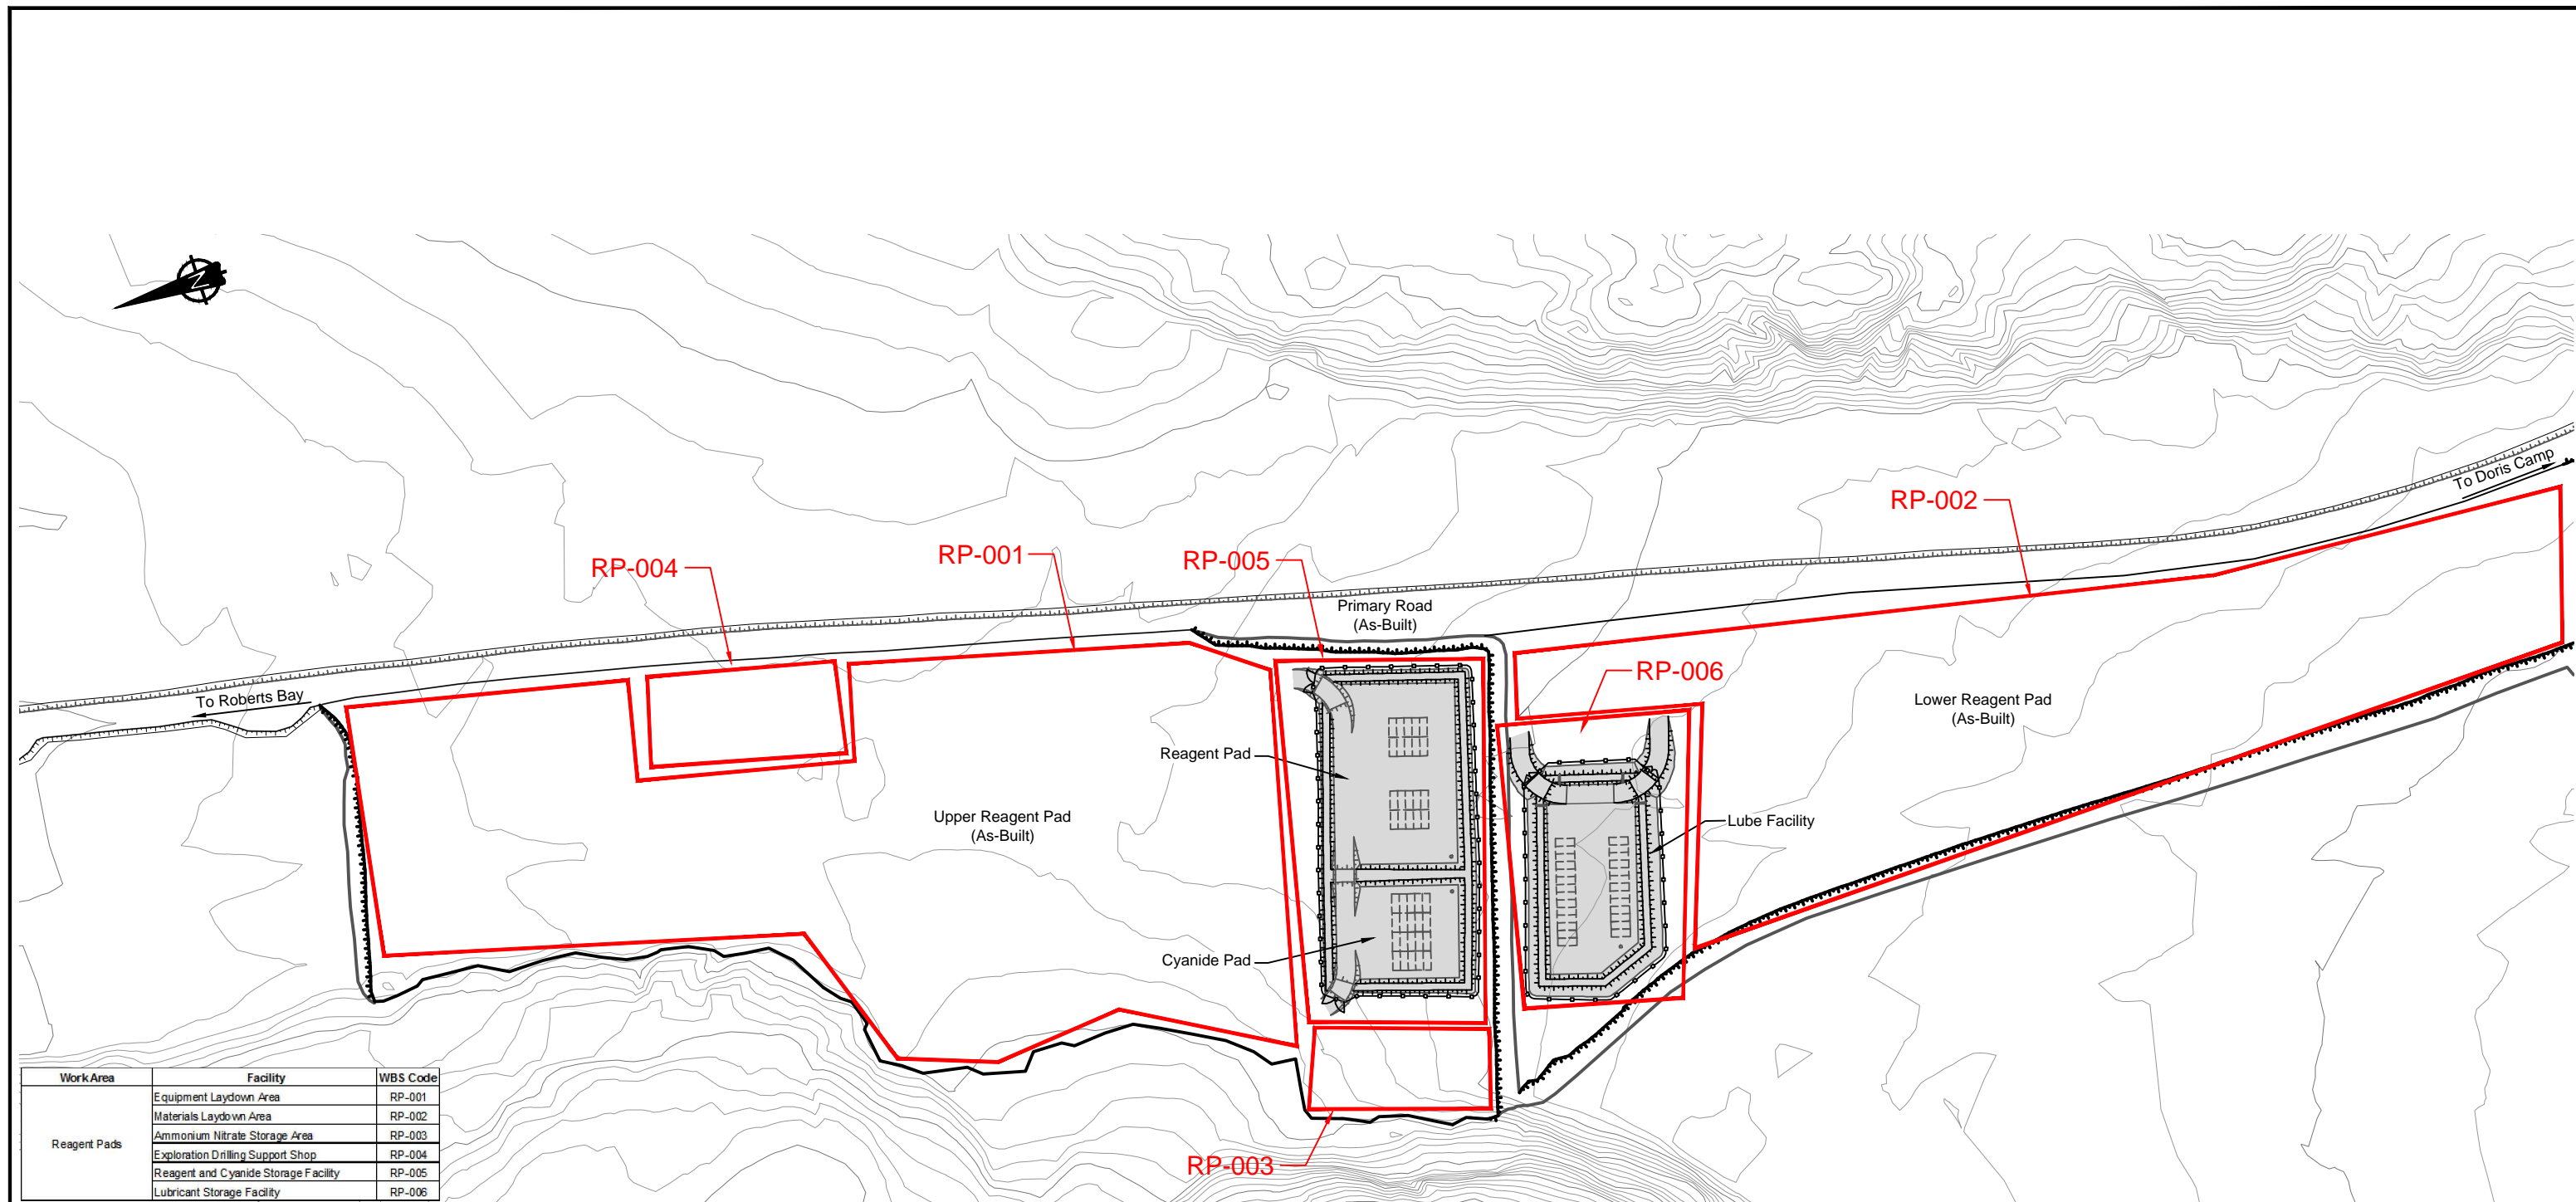 N
To Doris Camp
RP-002
RP-001
RP-005
RP-004
Primary Road
(As-Built)
RP-006
To Roberts Bay
Lower Reagent Pad
(As-Built)
Reagent Pad
Upper Reagent Pad
(As-Built)
Lube Facility
Cyanide Pad
RP-003
Work Area Facility WBS Code
Reagent Pads
Equipment Laydown Area RP-001
Materials Laydown Area RP-002
Ammonium Nitrate Storage Area RP-003
Exploration Drilling Support Shop RP-004
Reagent and Cyanide Storage Facility RP-005
Lubricant Storage Facility RP-006